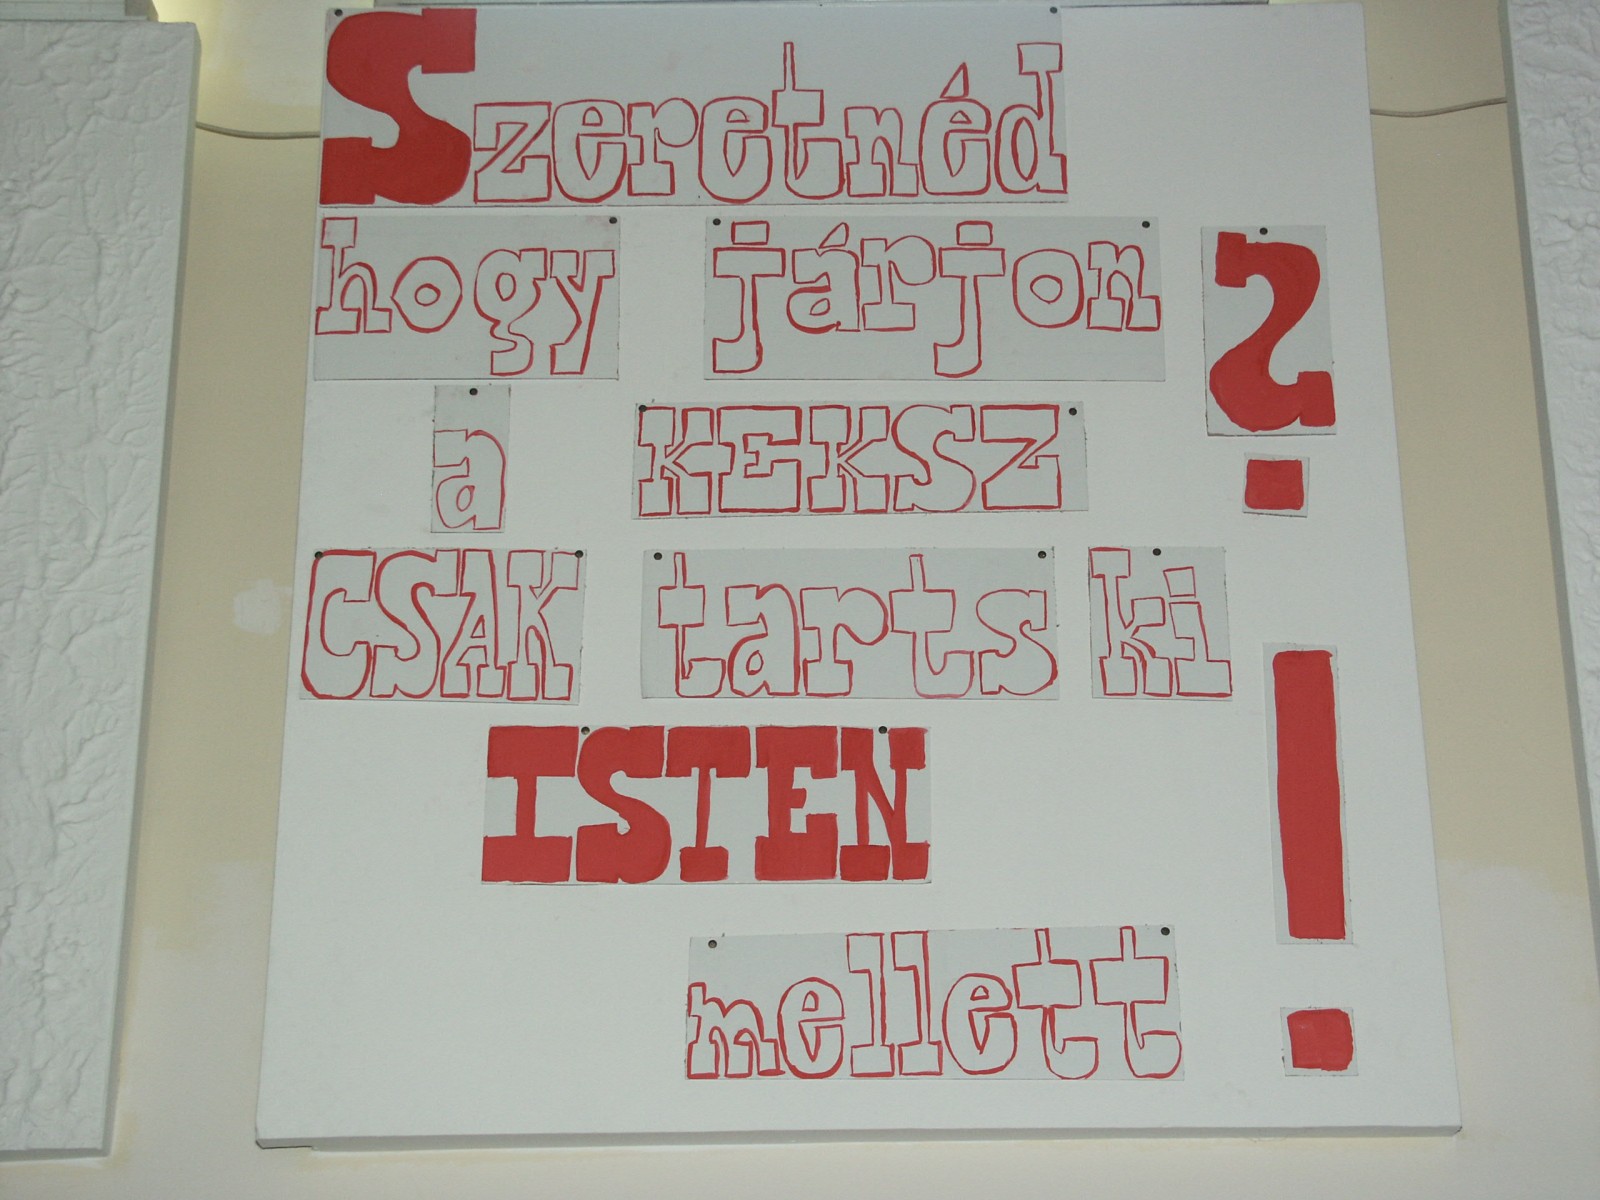 Szeretnéd
hogy járjon
a KEKSZ ?
CSAK tarts ki
ISTEN
mellett !